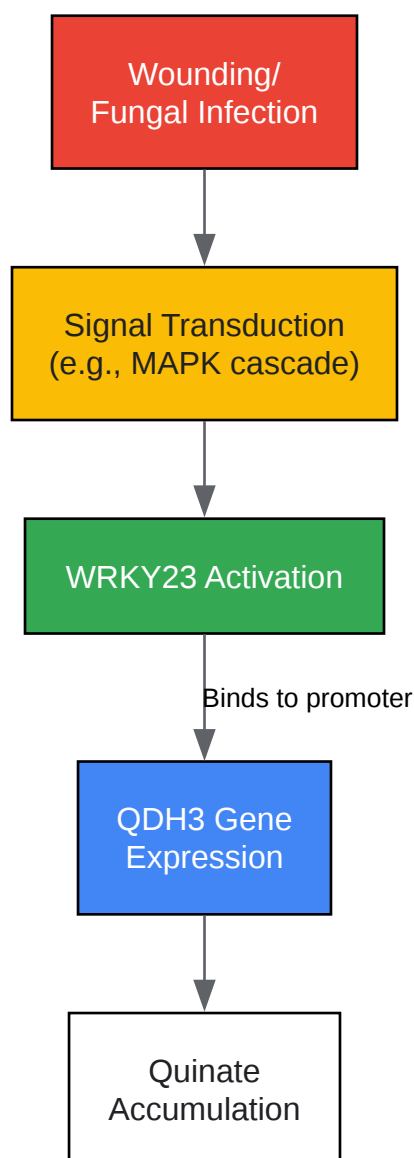 Wounding/
Fungal Infection
Signal Transduction
(e.g., MAPK cascade)
WRKY23 Activation
Binds to promoter
QDH3 Gene
Expression
Quinate
Accumulation